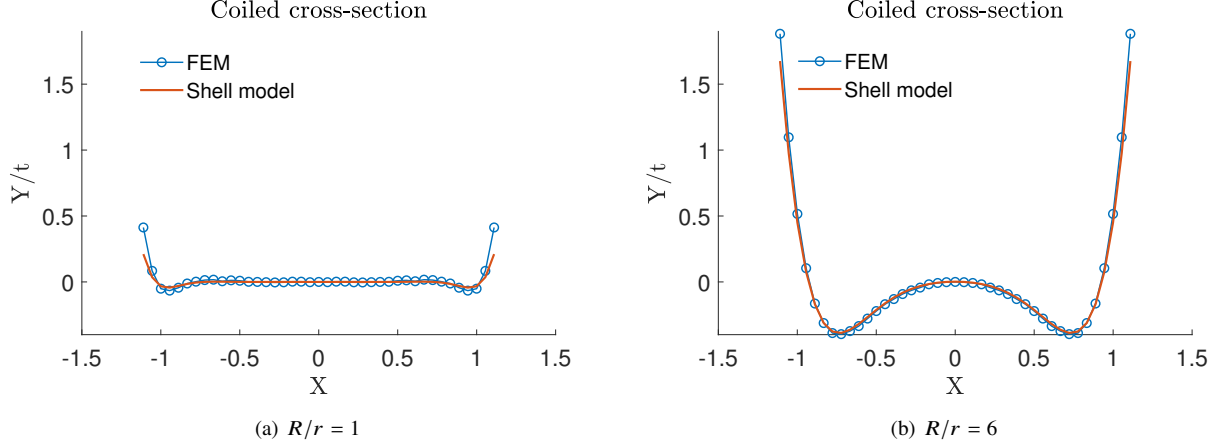 Coiled cross-section
FEM
Shell model
Y/t
1.5
1
0.5
0
-1.5 -1 -0.5 0 0.5 1 1.5
X
(a) R/r = 1
Coiled cross-section
FEM
Shell model
Y/t
1.5
1
0.5
0
-1.5 -1 -0.5 0 0.5 1 1.5
X
(b) R/r = 6